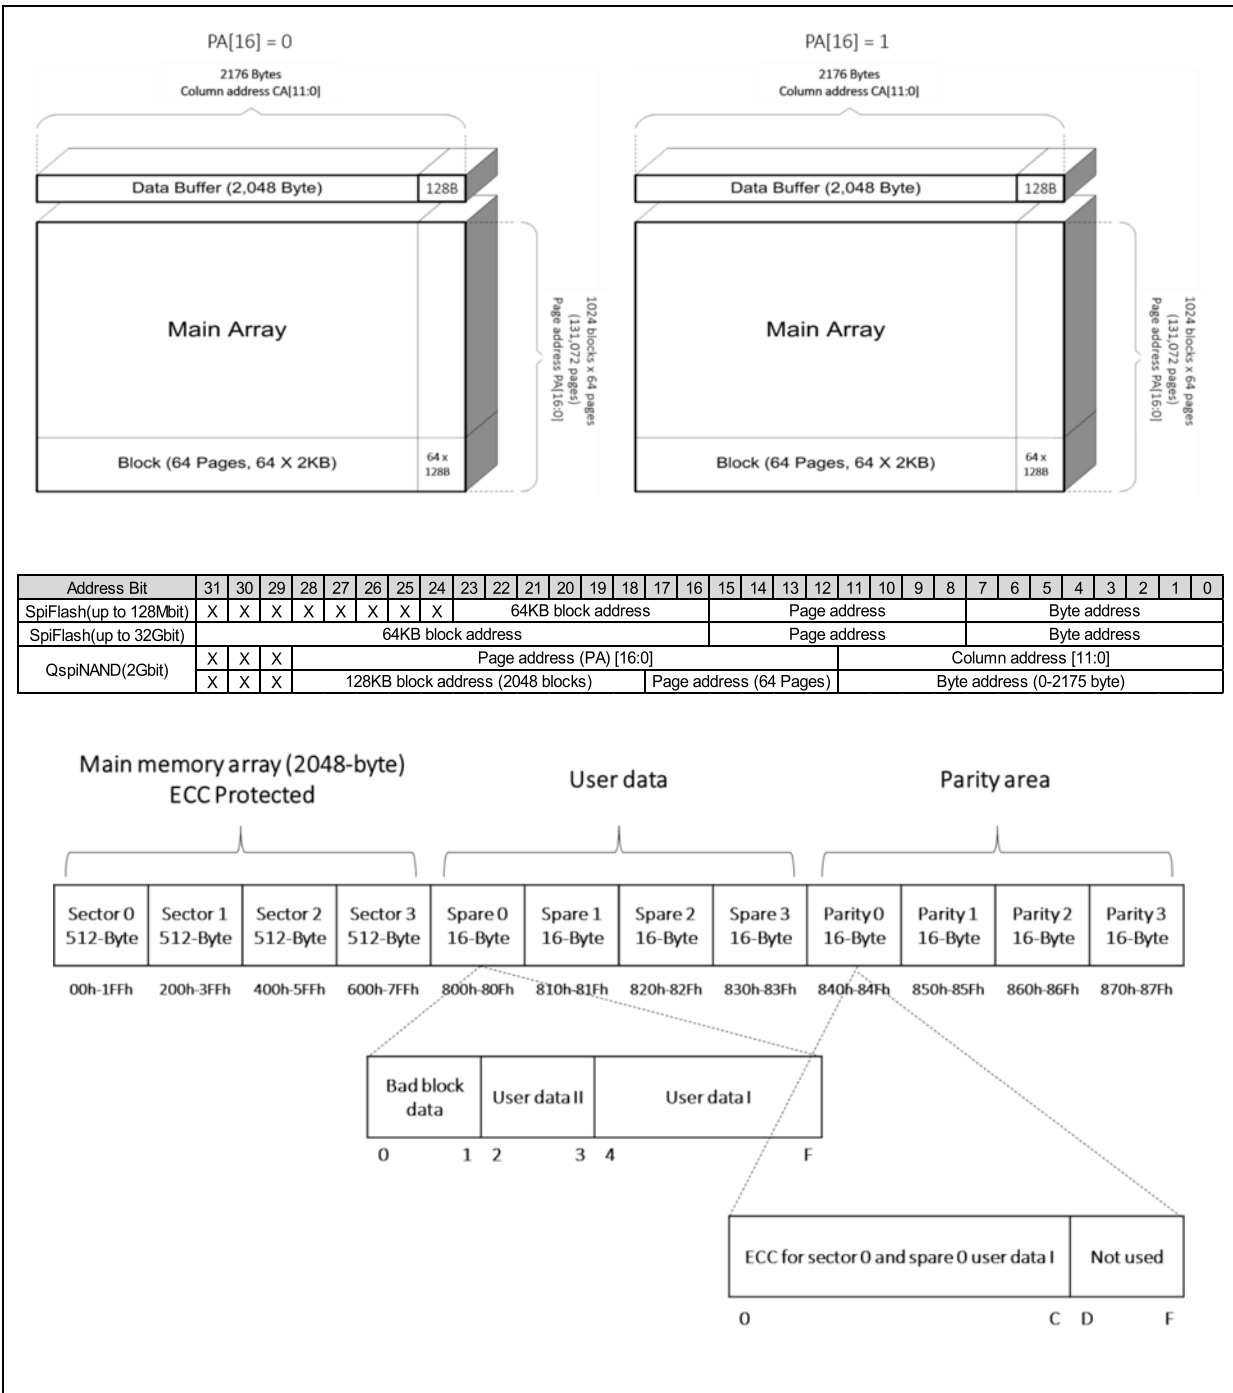 PA[16] = 0
2176 Bytes
Column address CA[11:0]
Data Buffer (2,048 Byte)
128B
Main Array
Block (64 Pages, 64 X 2KB)
64 x
128B
1024 blocks x 64 pages
(131,072 pages)
Page address PA[16:0]
PA[16] = 1
2176 Bytes
Column address CA[11:0]
Data Buffer (2,048 Byte)
128B
Main Array
Block (64 Pages, 64 X 2KB)
64 x
128B
1024 blocks x 64 pages
(131,072 pages)
Page address PA[16:0]
Address Bit 31 30 29 28 27 26 25 24 23 22 21 20 19 18 17 16 15 14 13 12 11 10 9 8 7 6 5 4 3 2 1 0
SpiFlash(up to 128Mbit) X X X X X X X X 64KB block address Page address Byte address
SpiFlash(up to 32Gbit) 64KB block address Page address Byte address
QspiNAND(2Gbit)
X X X Page address (PA) [16:0] Column address [11:0]
X X X 128KB block address (2048 blocks) Page address (64 Pages) Byte address (0-2175 byte)
Main memory array (2048-byte)
ECC Protected
User data
Parity area
Sector 0 Sector 1 Sector 2 Sector 3 Spare 0 Spare 1 Spare 2 Spare 3 Parity 0 Parity 1 Parity 2 Parity 3
512-Byte 512-Byte 512-Byte 512-Byte 16-Byte 16-Byte 16-Byte 16-Byte 16-Byte 16-Byte 16-Byte 16-Byte
00h-1FFh 200h-3FFh 400h-5FFh 600h-7FFh 800h-80Fh 810h-81Fh 820h-82Fh 830h-83Fh 840h-84Fh 850h-85Fh 860h-86Fh 870h-87Fh
Bad block
data
User data II
User data I
0 1 2 3 4 F
ECC for sector 0 and spare 0 user data I
Not used
0 C D F